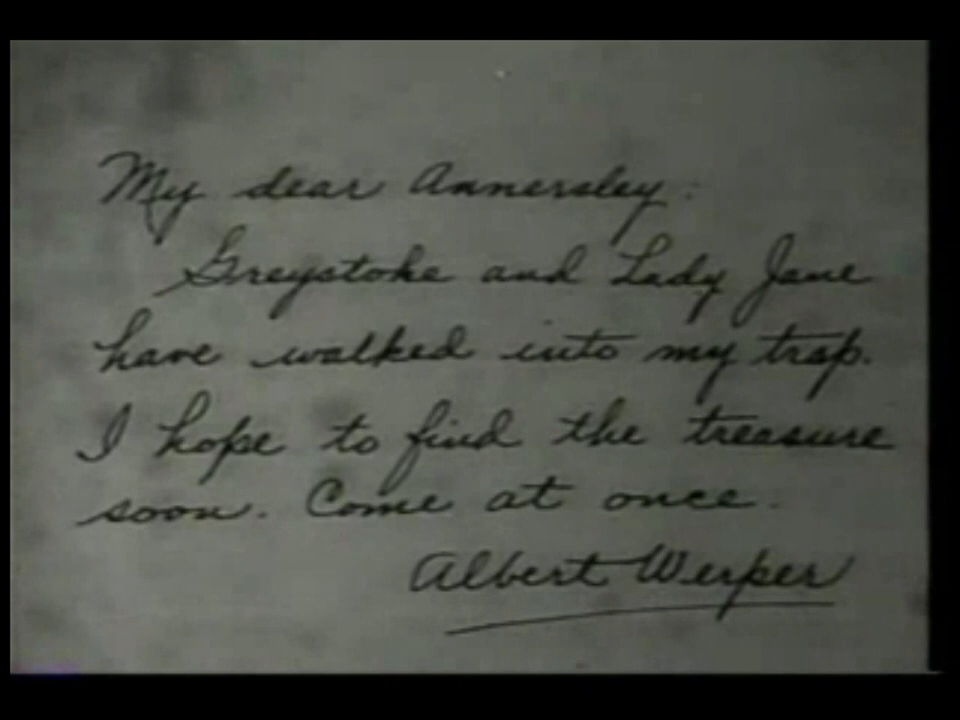 My dear Annersley:
Greystoke and Lady Jane
have walked into my trap.
I hope to find the treasure
soon. Come at once.
Albert Werper